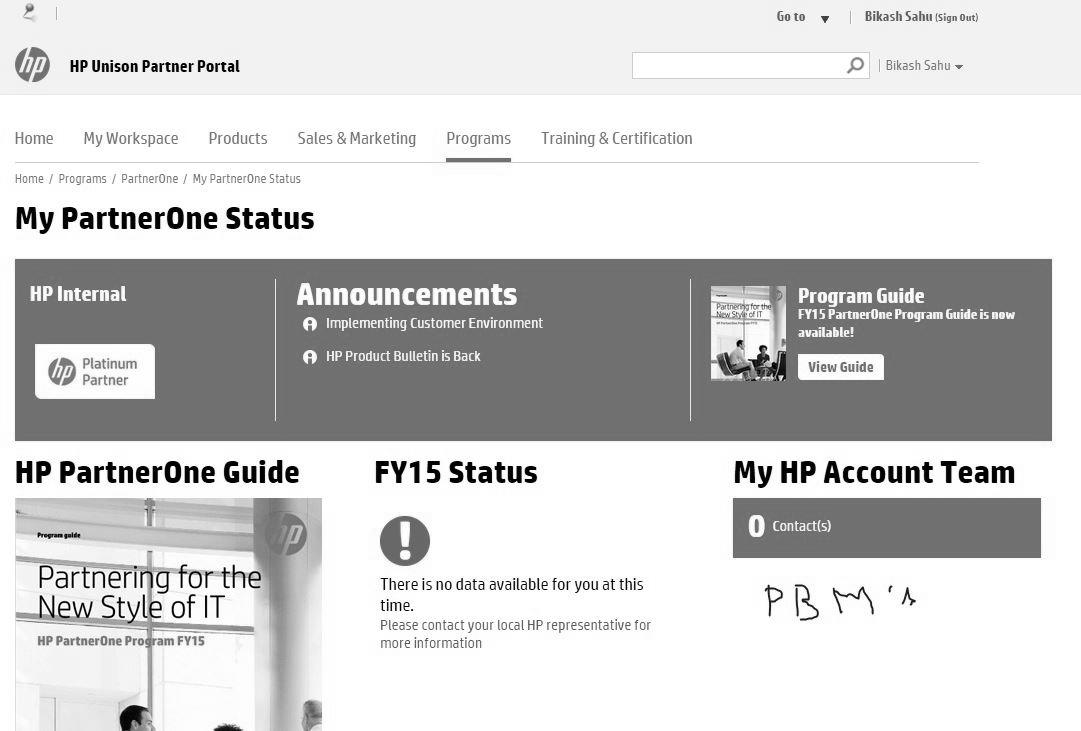 Go to
Bikash Sahu (Sign Out)
hp
HP Unison Partner Portal
Bikash Sahu
Home My Workspace Products Sales & Marketing Programs Training & Certification
Home / Programs / PartnerOne / My PartnerOne Status
My PartnerOne Status
HP Internal
hp
Platinum
Partner
Announcements
Implementing Customer Environment
HP Product Bulletin is Back
Partnering for the
New Style of IT
Program Guide
FY15 PartnerOne Program Guide is now
available!
View Guide
HP PartnerOne Guide
Program guide
hp
Partnering for the
New Style of IT
HP PartnerOne Program FY15
FY15 Status
!
There is no data available for you at this
time.
Please contact your local HP representative for
more information
My HP Account Team
0 Contact(s)
PBM's